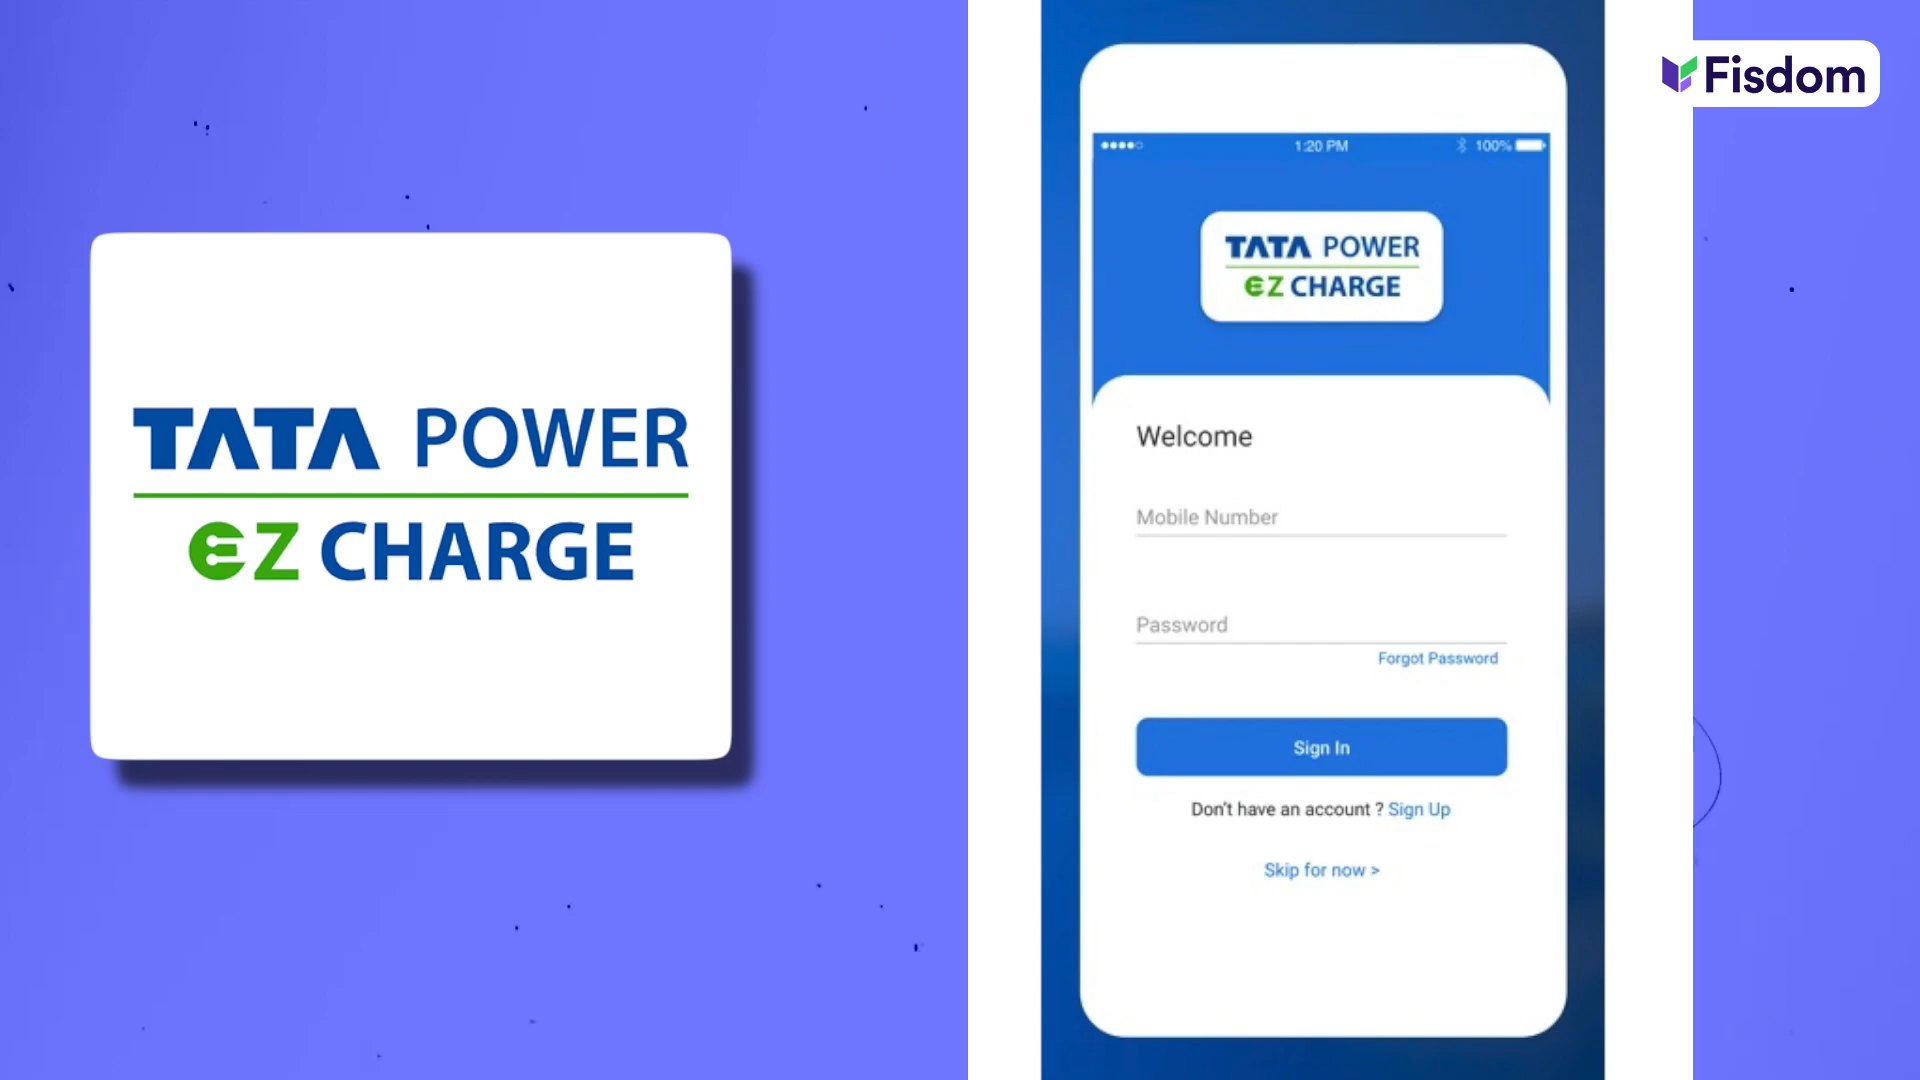 TATA POWER
EZ CHARGE
Fisdom
1:20 PM
100%
TATA POWER
EZ CHARGE
Welcome
Mobile Number
Password
Forgot Password
Sign In
Don't have an account ? Sign Up
Skip for now >